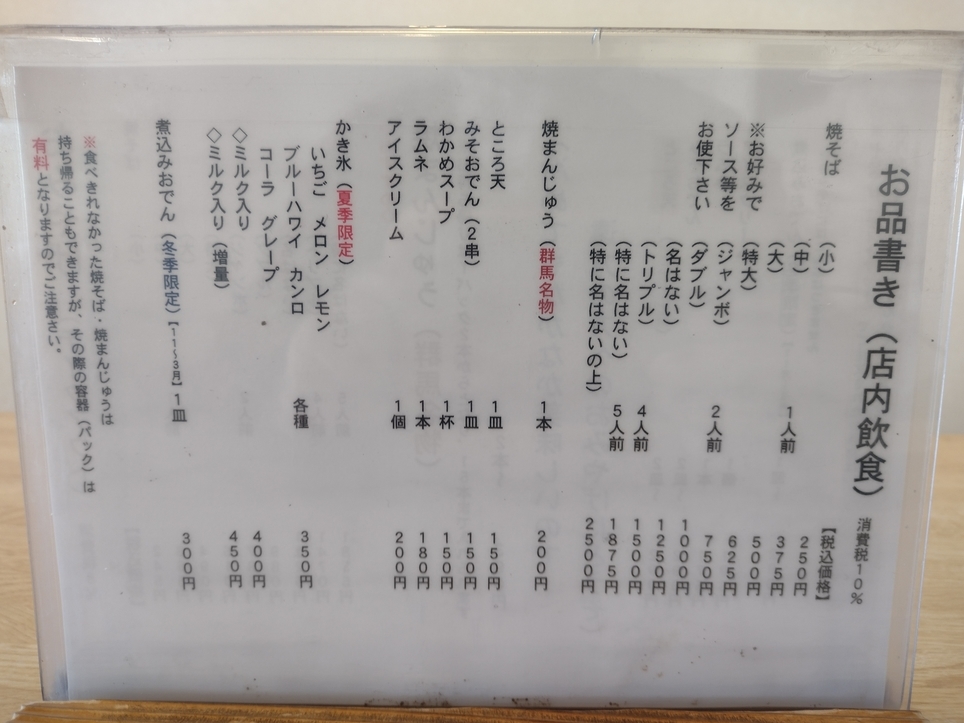 お品書き（店内飲食）
消費税10%
【税込価格】
焼そば （小） 250円
（中） 1人前 375円
（大） 500円
※お好みで （特大） 625円
ソース等を （ジャンボ） 2人前 750円
お使下さい （ダブル） 1000円
（名はない） 1250円
（トリプル） 4人前 1500円
（特に名はない） 5人前 1875円
（特に名はないの上） 2500円
焼まんじゅう（群馬名物） 1本 200円
ところ天 1皿 150円
みそおでん（2串） 1皿 150円
わかめスープ 1杯 150円
ラムネ 1本 180円
アイスクリーム 1個 200円
かき氷（夏季限定）
いちご メロン レモン
ブルーハワイ カンロ 各種 350円
コーラ グレープ
◇ミルク入り 400円
◇ミルク入り（増量） 450円
煮込みおでん（冬季限定）【11～3月】1皿 300円
※食べきれなかった焼そば・焼まんじゅうは
持ち帰ることもできますが、その際の容器（パック）は
有料となりますのでご注意さい。